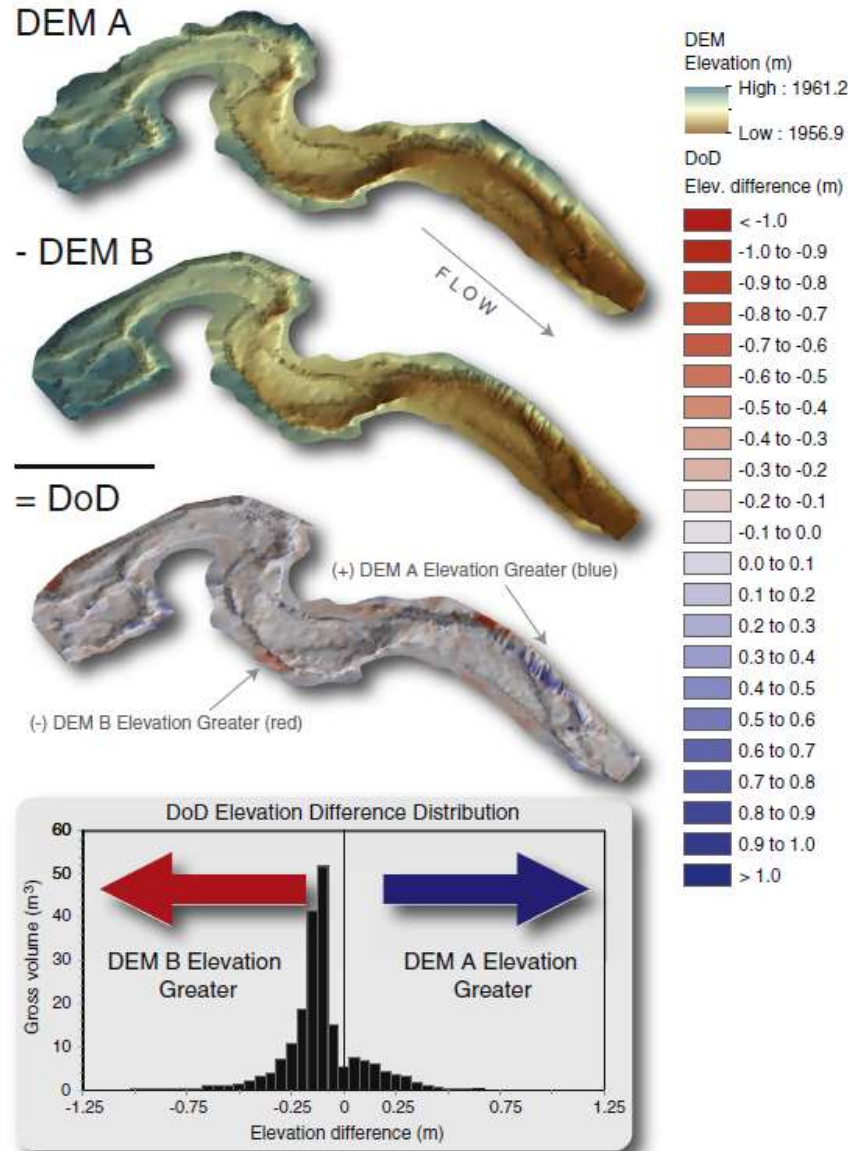 DEM A
- DEM B
FLOW
= DoD
(+) DEM A Elevation Greater (blue)
(-) DEM B Elevation Greater (red)
DEM
Elevation (m)
High : 1961.2
Low : 1956.9
DoD
Elev. difference (m)
< -1.0
-1.0 to -0.9
-0.9 to -0.8
-0.8 to -0.7
-0.7 to -0.6
-0.6 to -0.5
-0.5 to -0.4
-0.4 to -0.3
-0.3 to -0.2
-0.2 to -0.1
-0.1 to 0.0
0.0 to 0.1
0.1 to 0.2
0.2 to 0.3
0.3 to 0.4
0.4 to 0.5
0.5 to 0.6
0.6 to 0.7
0.7 to 0.8
0.8 to 0.9
0.9 to 1.0
> 1.0
DoD Elevation Difference Distribution
Gross volume (m³)
60
50
40
30
20
10
0
DEM B Elevation
Greater
DEM A Elevation
Greater
-1.25 -0.75 -0.25 0 0.25 0.75 1.25
Elevation difference (m)